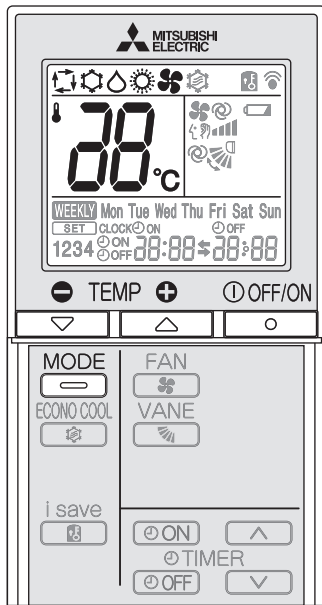 MITSUBISHI
ELECTRIC
88°C
WEEKLY Mon Tue Wed Thu Fri Sat Sun
SET CLOCK ON OFF
1234 ON OFF 88:88 88:88
TEMP OFF/ON
MODE FAN
ECONO COOL VANE
i save
ON
TIMER
OFF